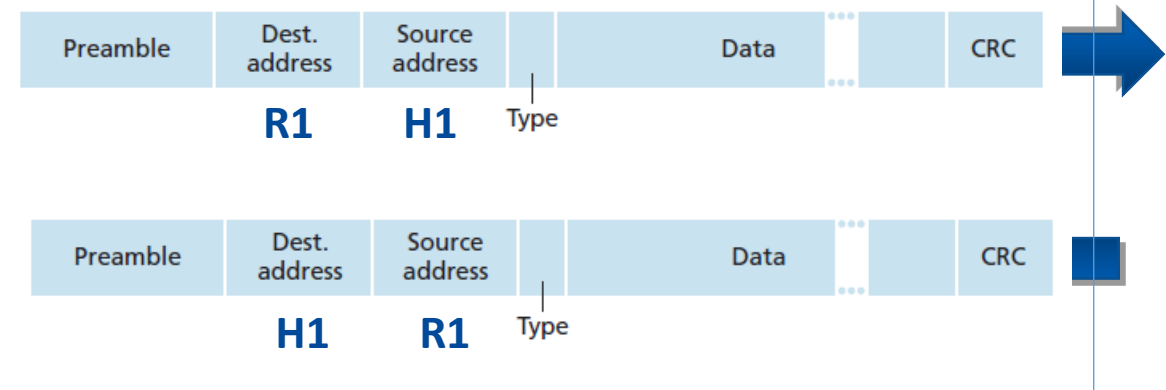 Preamble
Dest.
address
Source
address
Data
CRC
R1
H1
Type
Preamble
Dest.
address
Source
address
Data
CRC
H1
R1
Type